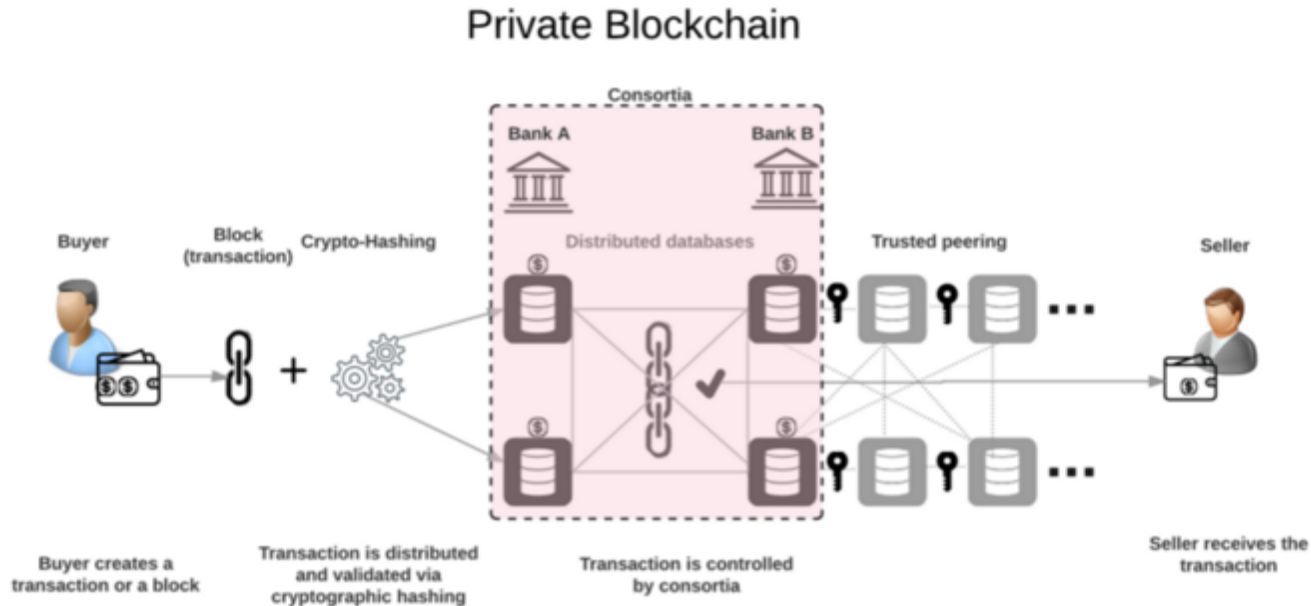 Private Blockchain
Consortia
Bank A
Bank B
Buyer
Block
(transaction)
Crypto-Hashing
Distributed databases
Trusted peering
Seller
$
$
$ $
$
$
$
Buyer creates a
transaction or a block
Transaction is distributed
and validated via
cryptographic hashing
Transaction is controlled
by consortia
Seller receives the
transaction